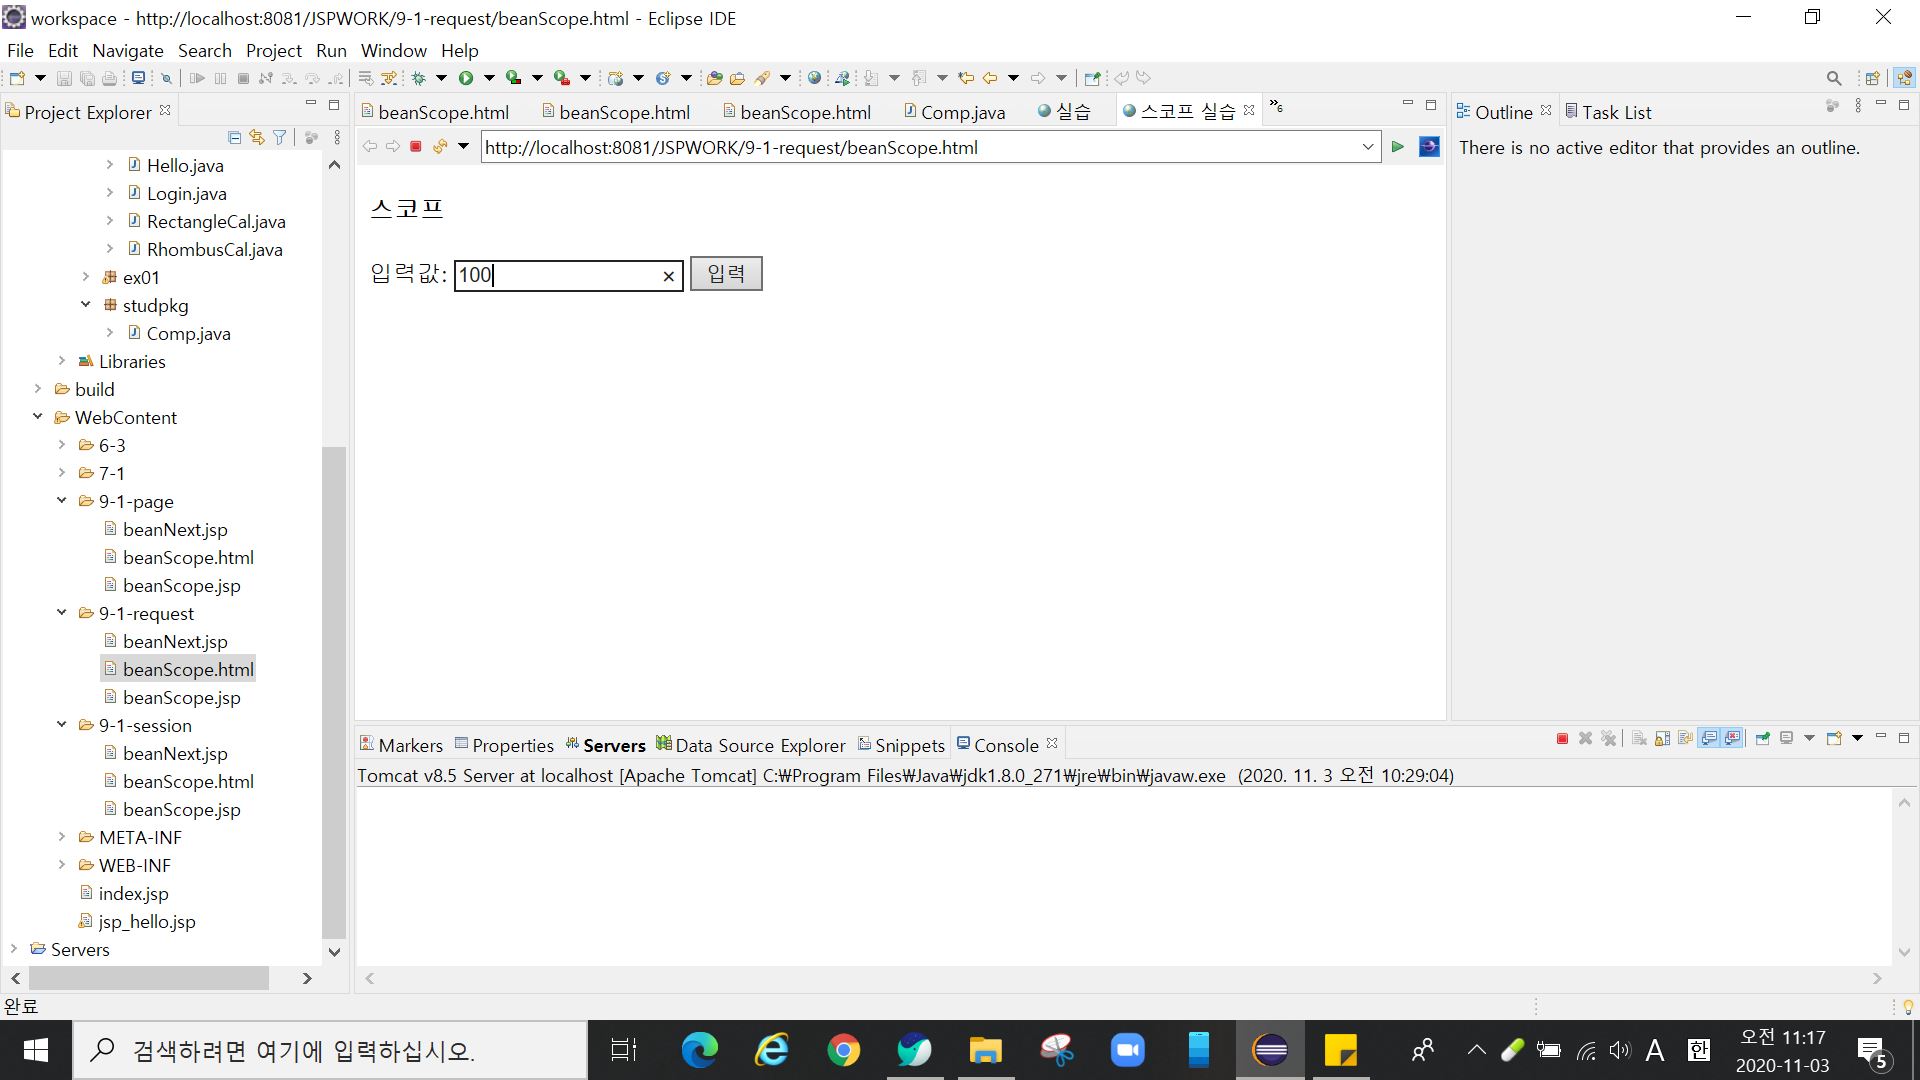 workspace - http://localhost:8081/JSPWORK/9-1-request/beanScope.html - Eclipse IDE
File Edit Navigate Search Project Run Window Help
Project Explorer
Hello.java
Login.java
RectangleCal.java
RhombusCal.java
ex01
studpkg
Comp.java
Libraries
build
WebContent
6-3
7-1
9-1-page
beanNext.jsp
beanScope.html
beanScope.jsp
9-1-request
beanNext.jsp
beanScope.html
beanScope.jsp
9-1-session
beanNext.jsp
beanScope.html
beanScope.jsp
META-INF
WEB-INF
index.jsp
jsp_hello.jsp
Servers
beanScope.html beanScope.html beanScope.html Comp.java 실습 스코프 실습 »6
http://localhost:8081/JSPWORK/9-1-request/beanScope.html
스코프
입력값: 100 입력
Outline Task List
There is no active editor that provides an outline.
Markers Properties Servers Data Source Explorer Snippets Console
Tomcat v8.5 Server at localhost [Apache Tomcat] C:₩Program Files₩Java₩jdk1.8.0_271₩jre₩bin₩javaw.exe (2020. 11. 3 오전 10:29:04)
완료
검색하려면 여기에 입력하십시오.
A 한
오전 11:17
2020-11-03
5